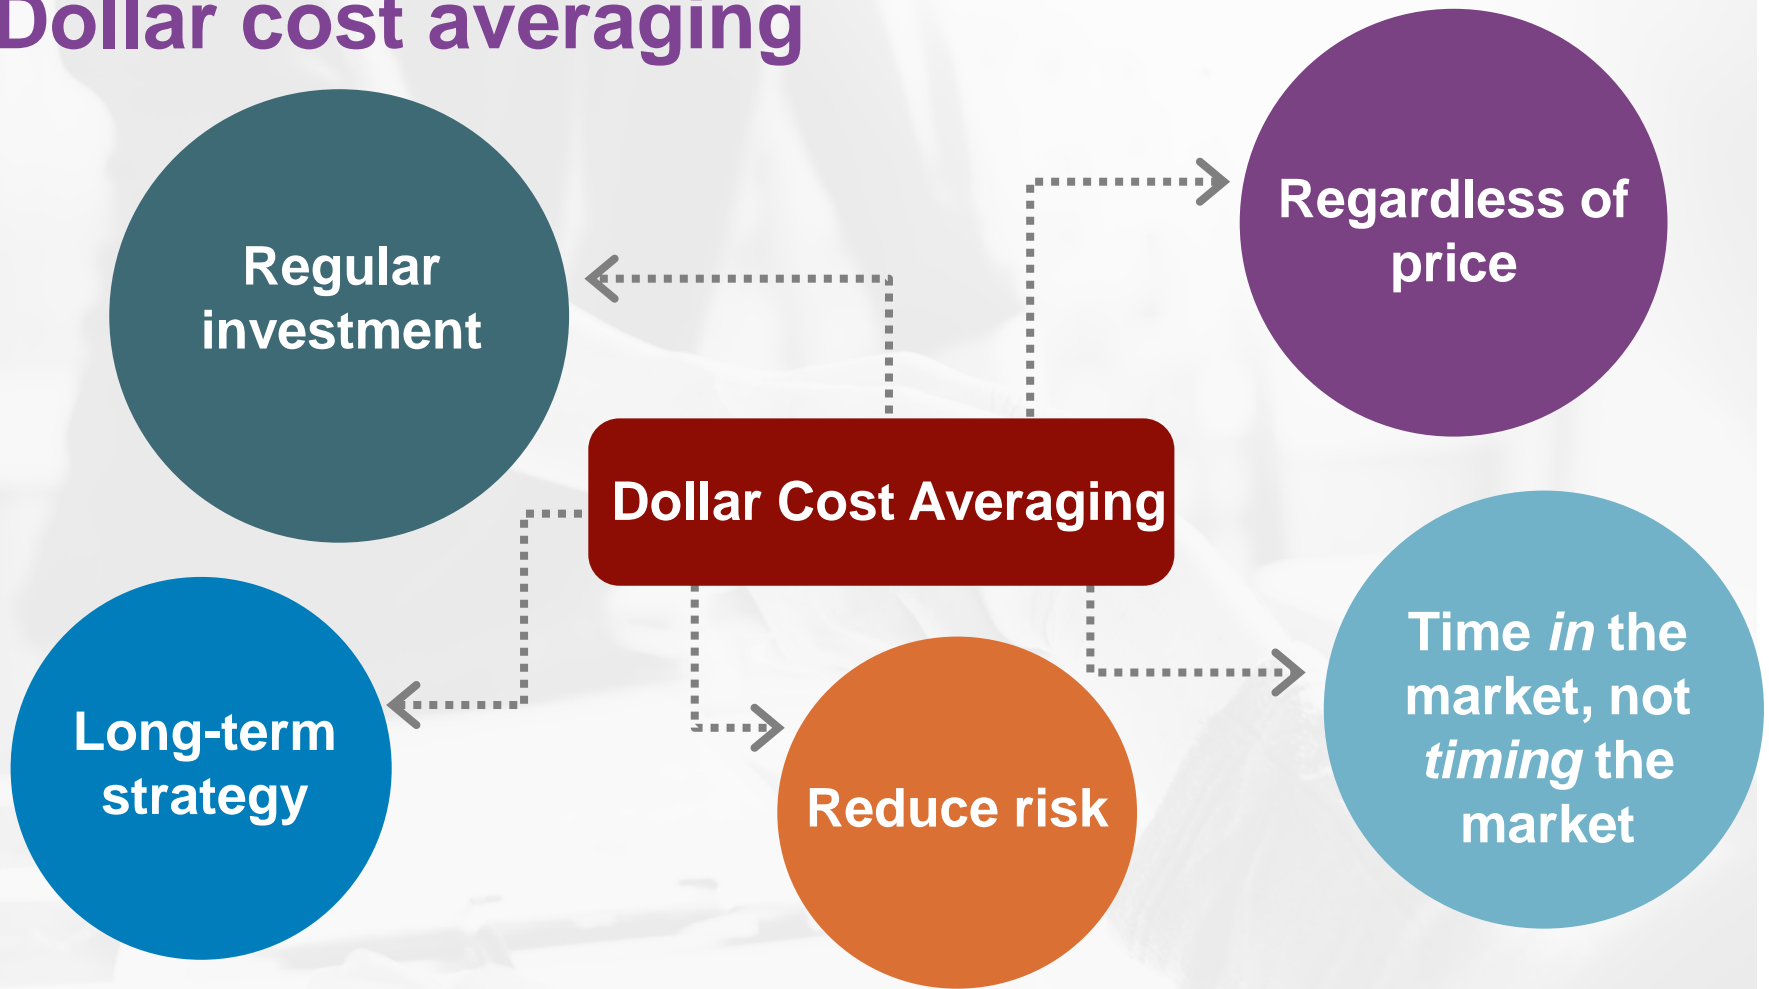 Dollar cost averaging
Regular
investment
Regardless of
price
Dollar Cost Averaging
Long-term
strategy
Reduce risk
Time in the
market, not
timing the
market